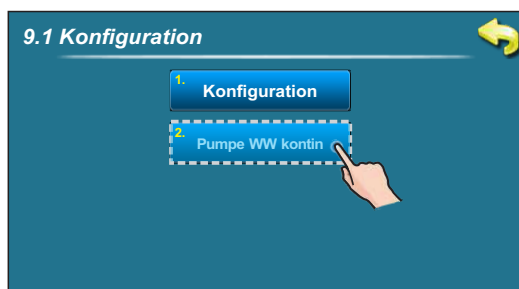 9.1 Konfiguration
1.
Konfiguration
2.
Pumpe WW kontin